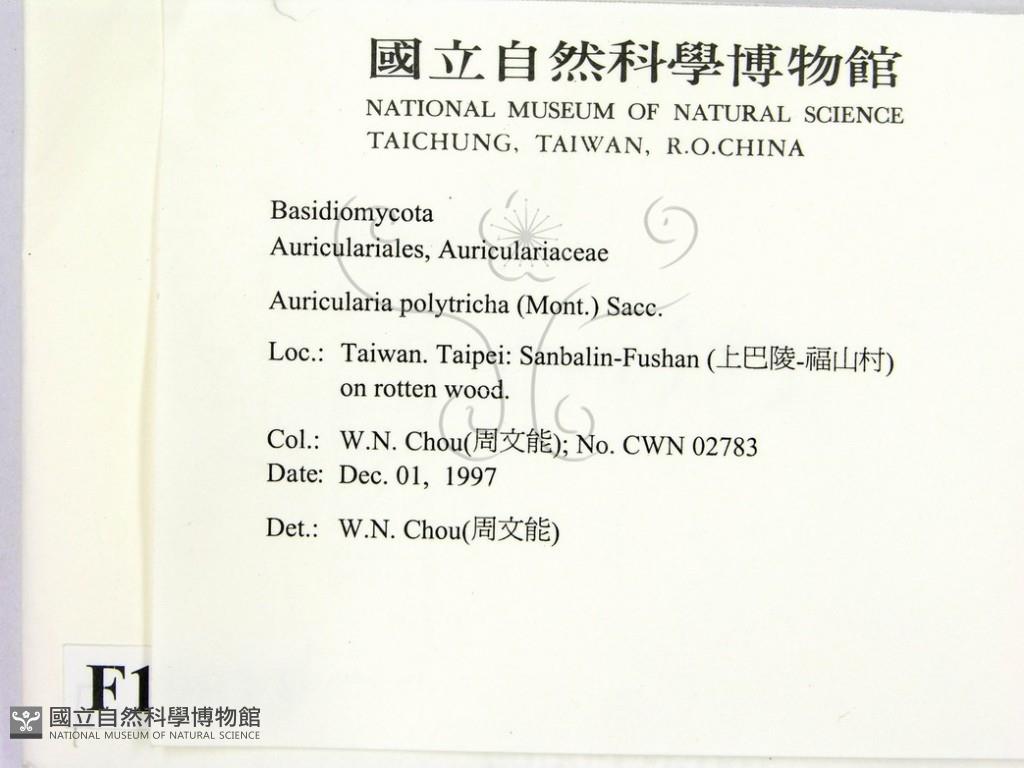 國立自然科學博物館
NATIONAL MUSEUM OF NATURAL SCIENCE
TAICHUNG, TAIWAN, R.O.CHINA
Basidiomycota
Auriculariales, Auriculariaceae
Auricularia polytricha (Mont.) Sacc.
Loc.: Taiwan. Taipei: Sanbalin-Fushan (上巴陵-福山村)
on rotten wood.
Col.: W.N. Chou(周文能); No. CWN 02783
Date: Dec. 01, 1997
Det.: W.N. Chou(周文能)
F1
國立自然科學博物館
NATIONAL MUSEUM OF NATURAL SCIENCE